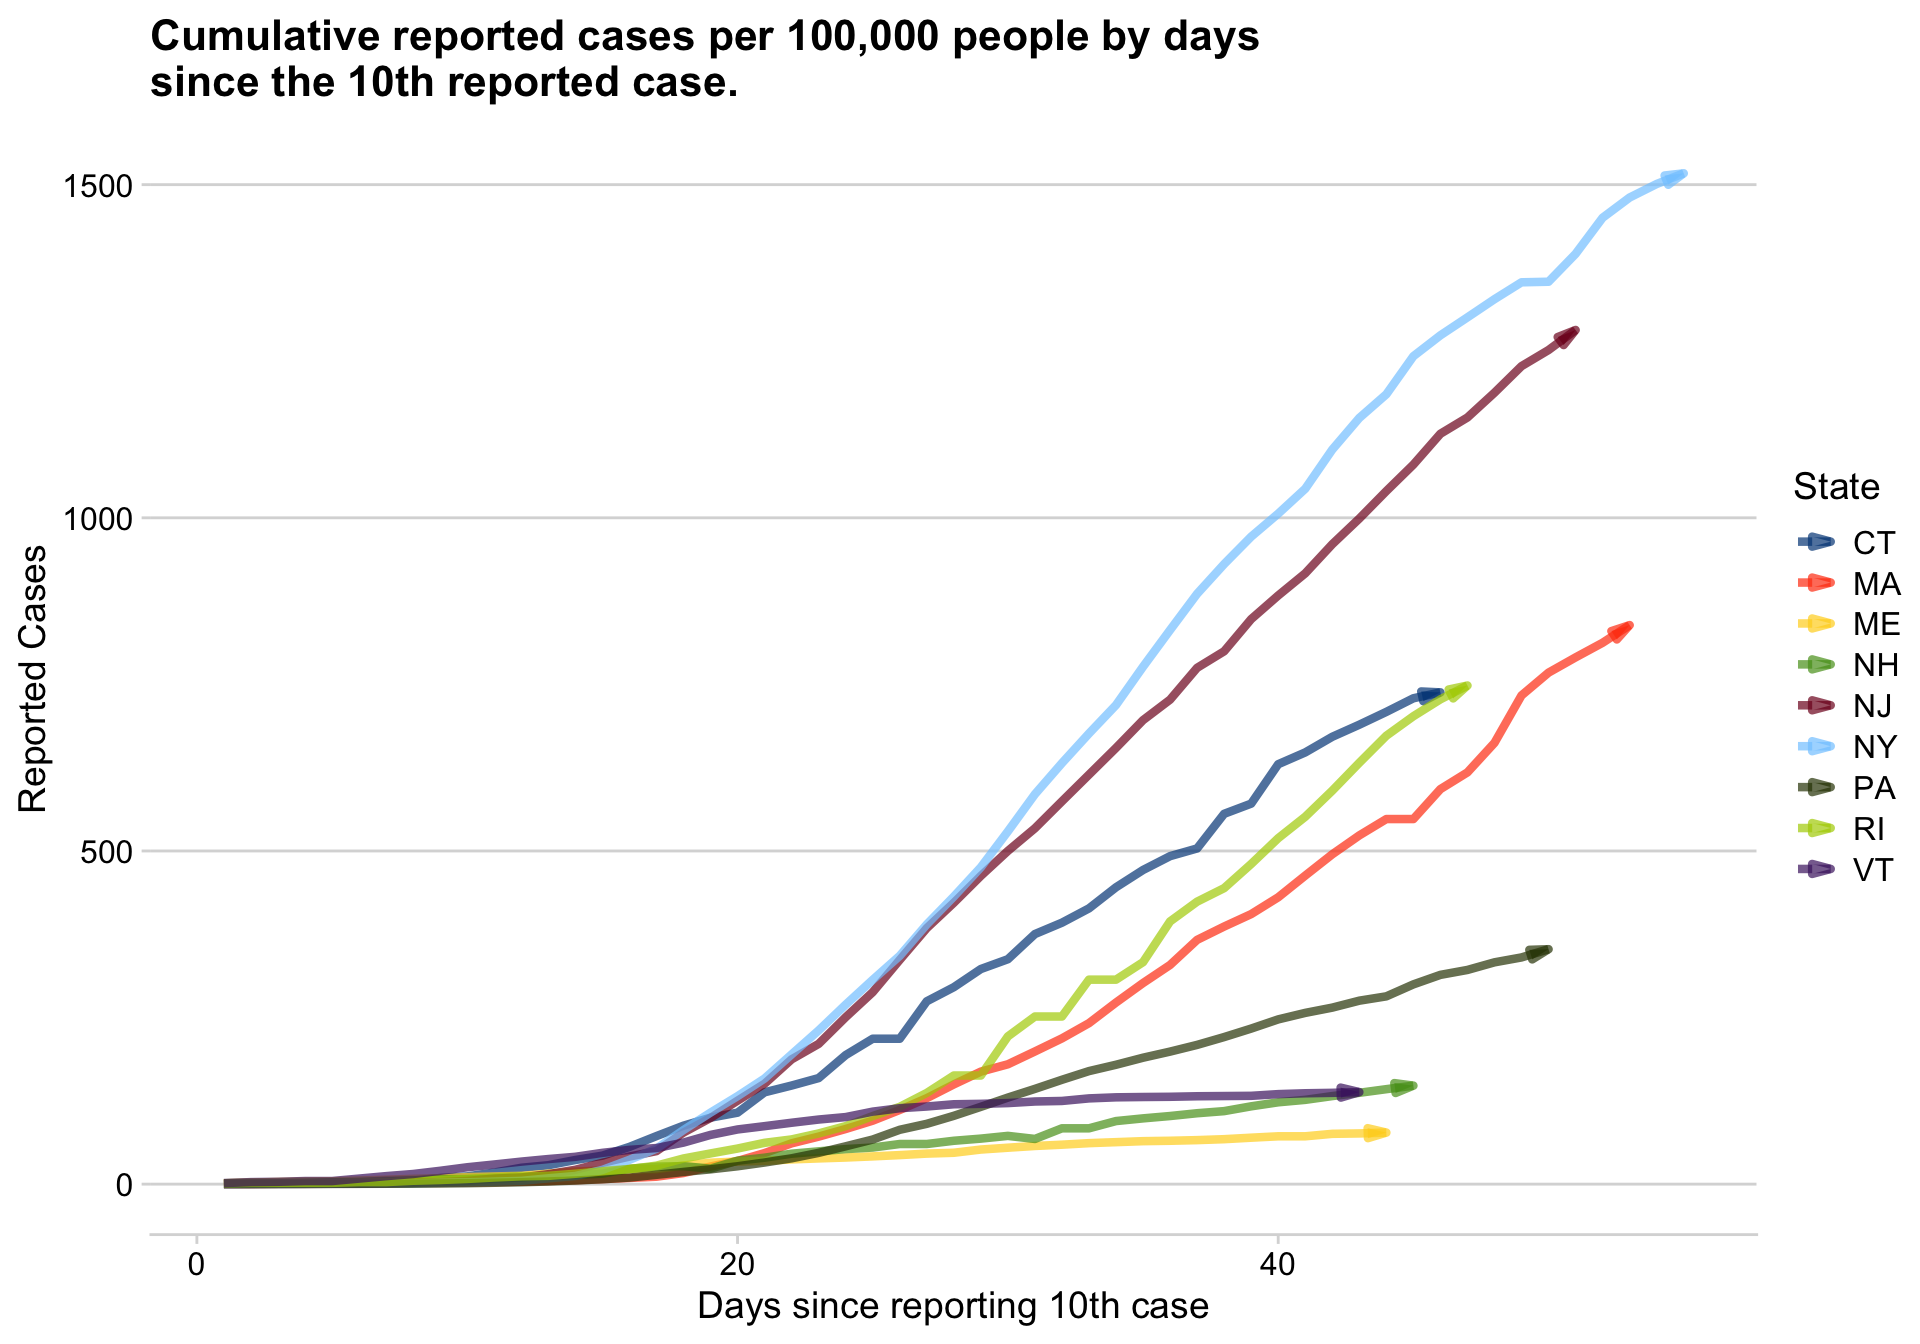 Cumulative reported cases per 100,000 people by days
since the 10th reported case.
1500
1000
500
0
Reported Cases
0 20 40
Days since reporting 10th case
State
CT
MA
ME
NH
NJ
NY
PA
RI
VT